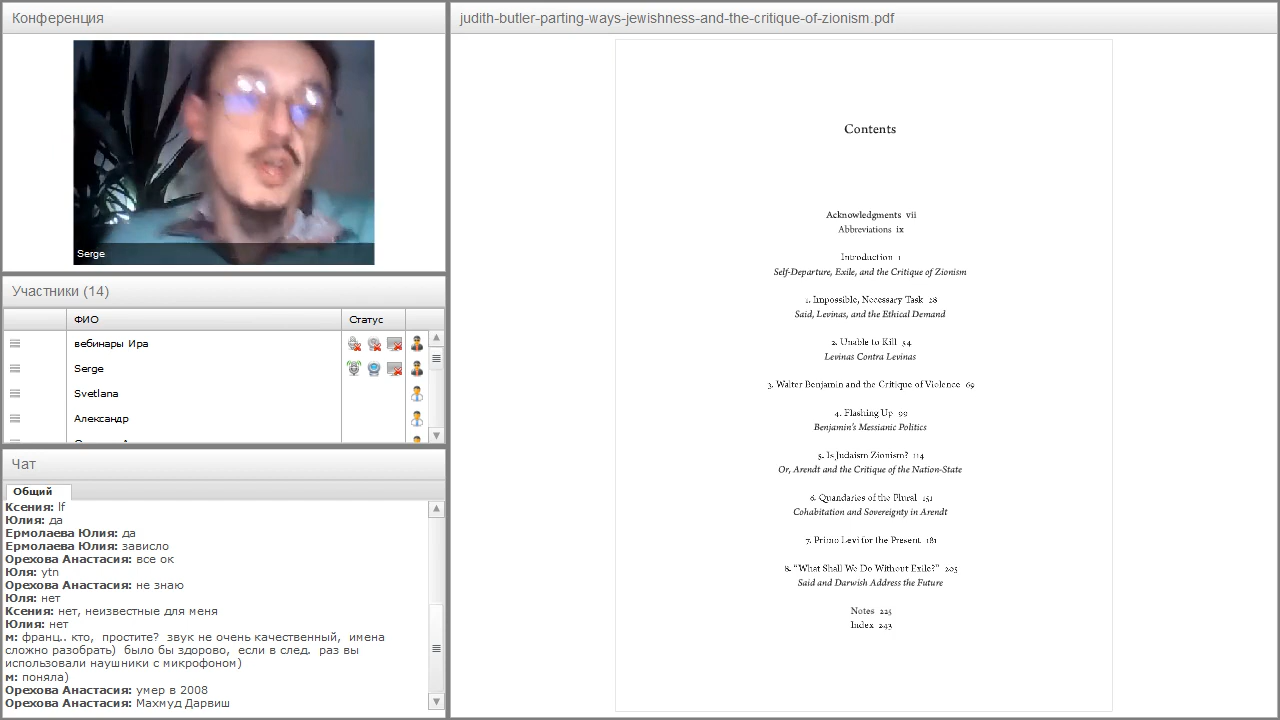 Конференция
Serge
Участники (14)
ФИО
Статус
вебинары Ира
Serge
Svetlana
Александр
Чат
Общий
Ксения: lf
Юлия: да
Ермолаева Юлия: да
Ермолаева Юлия: зависло
Орехова Анастасия: все ок
Юля: ytn
Орехова Анастасия: не знаю
Юля: нет
Ксения: нет, неизвестные для меня
Юлия: нет
м: франц.. кто, простите? звук не очень качественный, имена
сложно разобрать) было бы здорово, если в след. раз вы
использовали наушники с микрофоном)
м: поняла)
Орехова Анастасия: умер в 2008
Орехова Анастасия: Махмуд Дарвиш
judith-butler-parting-ways-jewishness-and-the-critique-of-zionism.pdf
Contents
Acknowledgments vii
Abbreviations ix
Introduction 1
Self-Departure, Exile, and the Critique of Zionism
1. Impossible, Necessary Task 28
Said, Levinas, and the Ethical Demand
2. Unable to Kill 54
Levinas Contra Levinas
3. Walter Benjamin and the Critique of Violence 69
4. Flashing Up 99
Benjamin's Messianic Politics
5. Is Judaism Zionism? 114
Or, Arendt and the Critique of the Nation-State
6. Quandaries of the Plural 151
Cohabitation and Sovereignty in Arendt
7. Primo Levi for the Present 181
8. “What Shall We Do Without Exile?” 205
Said and Darwish Address the Future
Notes 225
Index 243